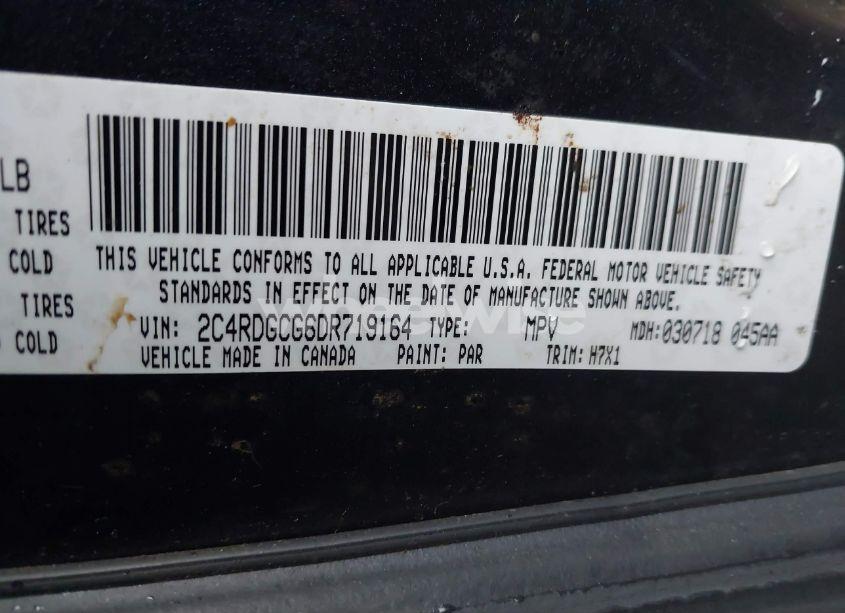 LB
TIRES
COLD
TIRES
COLD
THIS VEHICLE CONFORMS TO ALL APPLICABLE U.S.A. FEDERAL MOTOR VEHICLE SAFETY
STANDARDS IN EFFECT ON THE DATE OF MANUFACTURE SHOWN ABOVE.
VIN: 2C4RDGCG6DR719164 TYPE: MPV MDH:030718 045AA
VEHICLE MADE IN CANADA PAINT: PAR TRIM: H7X1